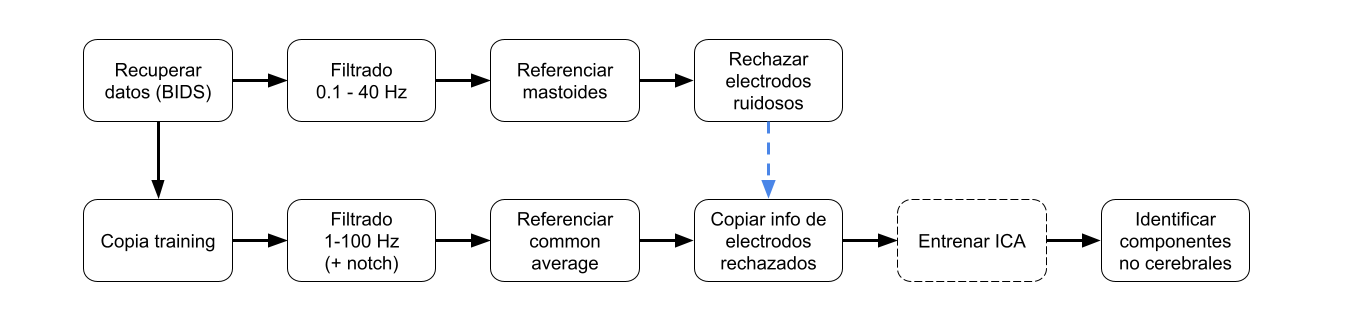 Recuperar
datos (BIDS)
Filtrado
0.1 - 40 Hz
Referenciar
mastoides
Rechazar
electrodos
ruidosos
Copia training
Filtrado
1-100 Hz
(+ notch)
Referenciar
common
average
Copiar info de
electrodos
rechazados
Entrenar ICA
Identificar
componentes
no cerebrales